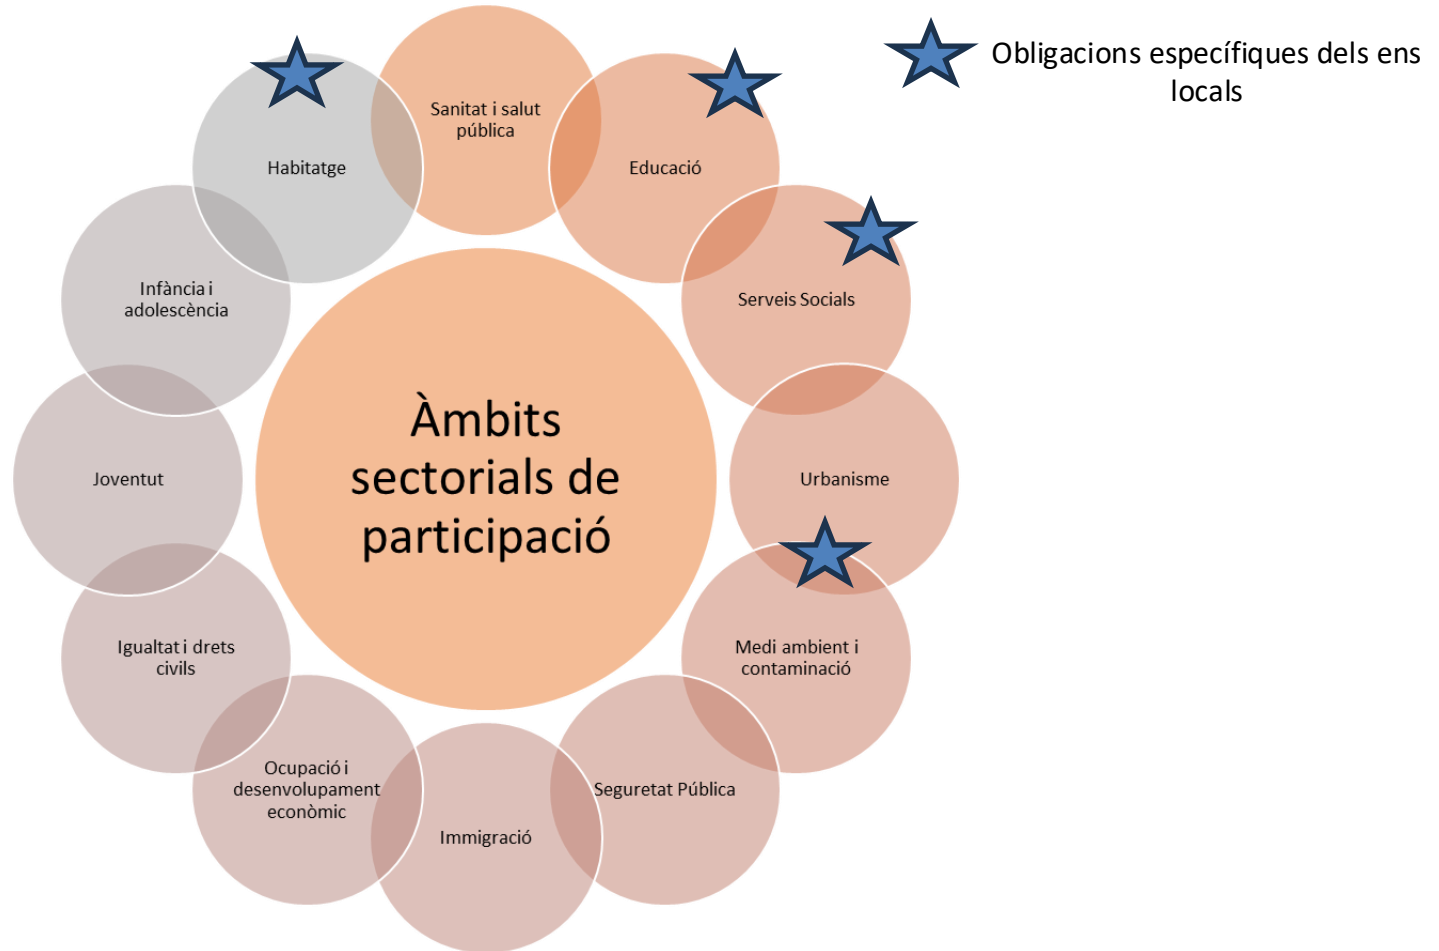 Obligacions específiques dels ens
locals
Sanitat i salut
pública
Educació
Serveis Socials
Urbanisme
Medi ambient i
contaminació
Seguretat Pública
Immigració
Ocupació i
desenvolupament
econòmic
Igualtat i drets
civils
Joventut
Infància i
adolescència
Habitatge
Àmbits
sectorials de
participació